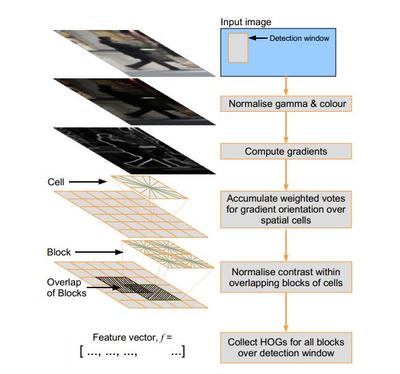 Input image
Detection window
Normalise gamma & colour
Compute gradients
Cell
Accumulate weighted votes
for gradient orientation over
spatial cells
Block
Overlap
of Blocks
Normalise contrast within
overlapping blocks of cells
Feature vector, f =
[ ..., ..., ..., ...]
Collect HOGs for all blocks
over detection window